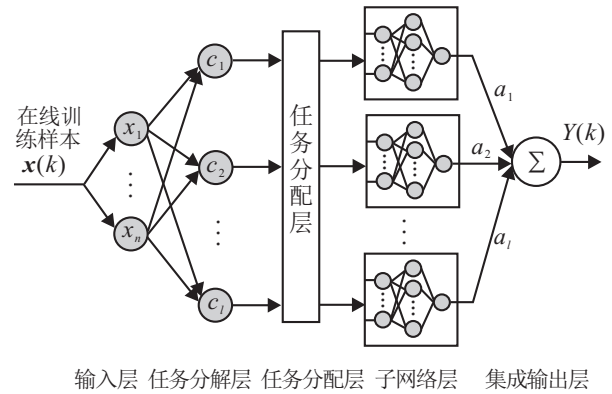 在线训
练样本
x(k)
x₁
⋮
xₙ
c₁
c₂
⋮
cₗ
任务分配层
⋮
a₁
a₂
aₗ
Σ
Y(k)
输入层 任务分解层 任务分配层 子网络层 集成输出层